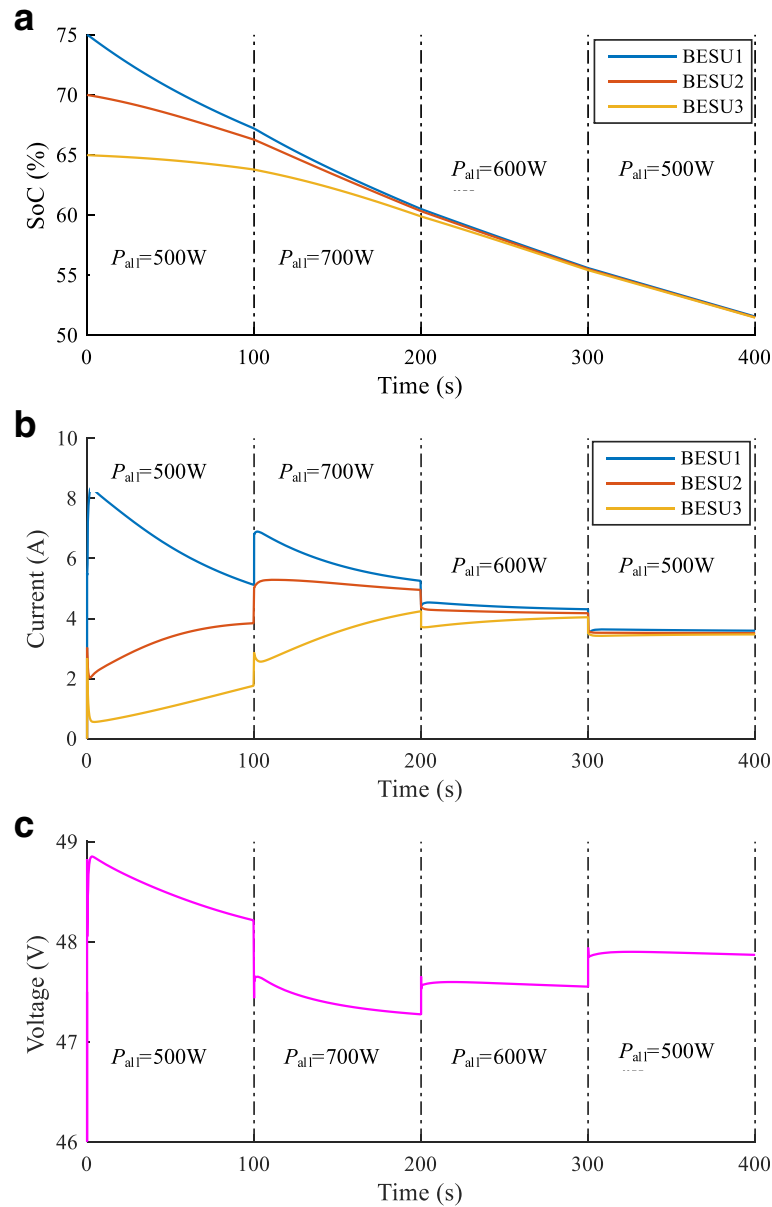 a
75
70
65
60
55
50
SoC (%)
BESU1
BESU2
BESU3
Pall=500W
Pall=700W
Pall=600W
Pall=500W
0 100 200 300 400
Time (s)
b
10
8
6
4
2
0
Current (A)
Pall=500W
Pall=700W
Pall=600W
Pall=500W
BESU1
BESU2
BESU3
0 100 200 300 400
Time (s)
c
49
48
47
46
Voltage (V)
Pall=500W
Pall=700W
Pall=600W
Pall=500W
0 100 200 300 400
Time (s)